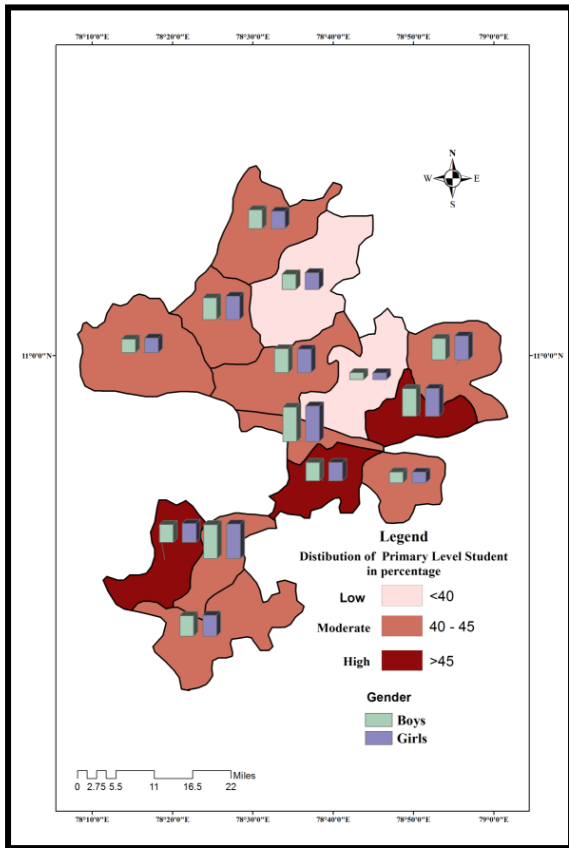 78°10'0"E 78°20'0"E 78°30'0"E 78°40'0"E 78°50'0"E 79°0'0"E
N
W E
S
11°0'0"N 11°0'0"N
Legend
Distibution of Primary Level Student
in percentage
Low <40
Moderate 40 - 45
High >45
Gender
Boys
Girls
Miles
0 2.75 5.5 11 16.5 22
78°10'0"E 78°20'0"E 78°30'0"E 78°40'0"E 78°50'0"E 79°0'0"E